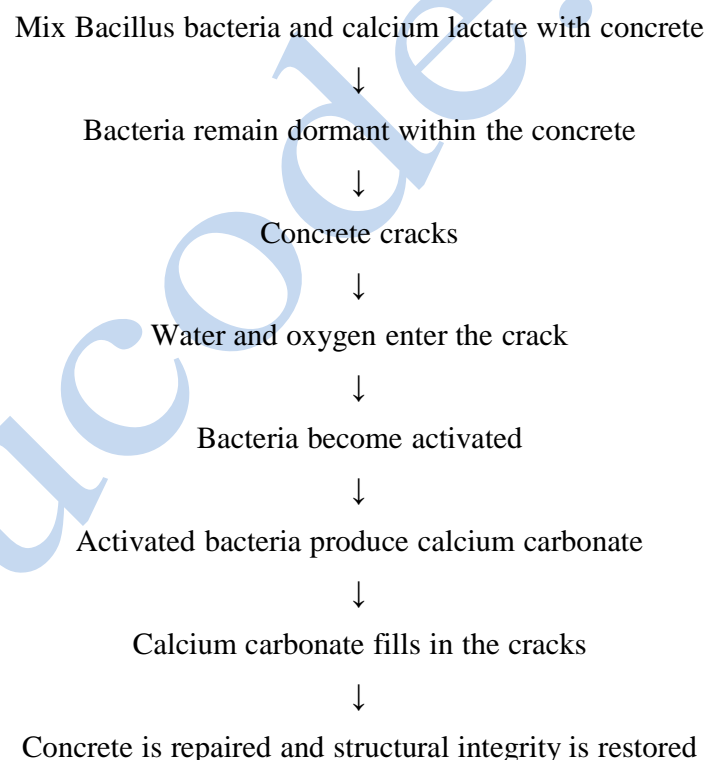 Mix Bacillus bacteria and calcium lactate with concrete
↓
Bacteria remain dormant within the concrete
↓
Concrete cracks
↓
Water and oxygen enter the crack
↓
Bacteria become activated
↓
Activated bacteria produce calcium carbonate
↓
Calcium carbonate fills in the cracks
↓
Concrete is repaired and structural integrity is restored
ucode.